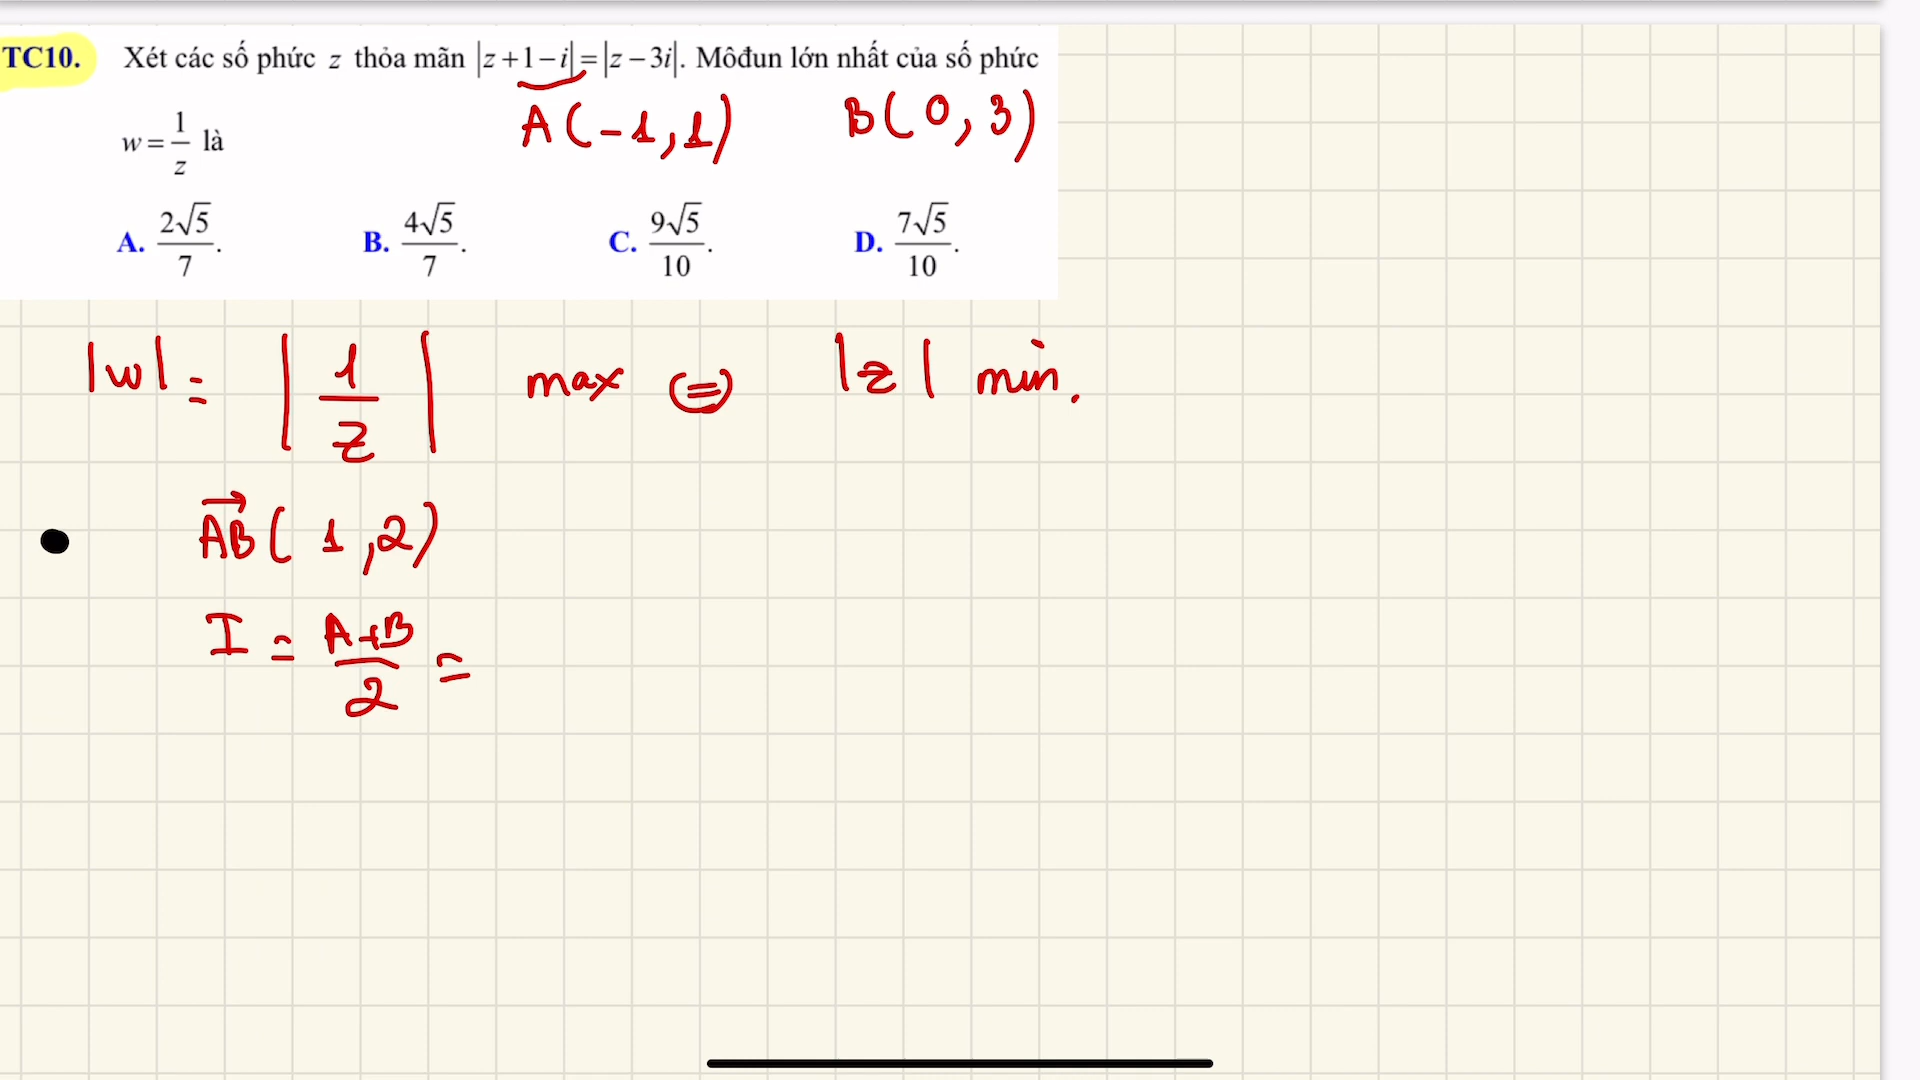 TC10. Xét các số phức z thỏa mãn |z+1−i|=|z−3i|. Môđun lớn nhất của số phức
A(-1,1) B(0,3)
w=1/z là
A. 2√5/7. B. 4√5/7. C. 9√5/10. D. 7√5/10.
|w| = |1/z| max (=) |z| min.
AB→(1,2)
I = A+B/2 =